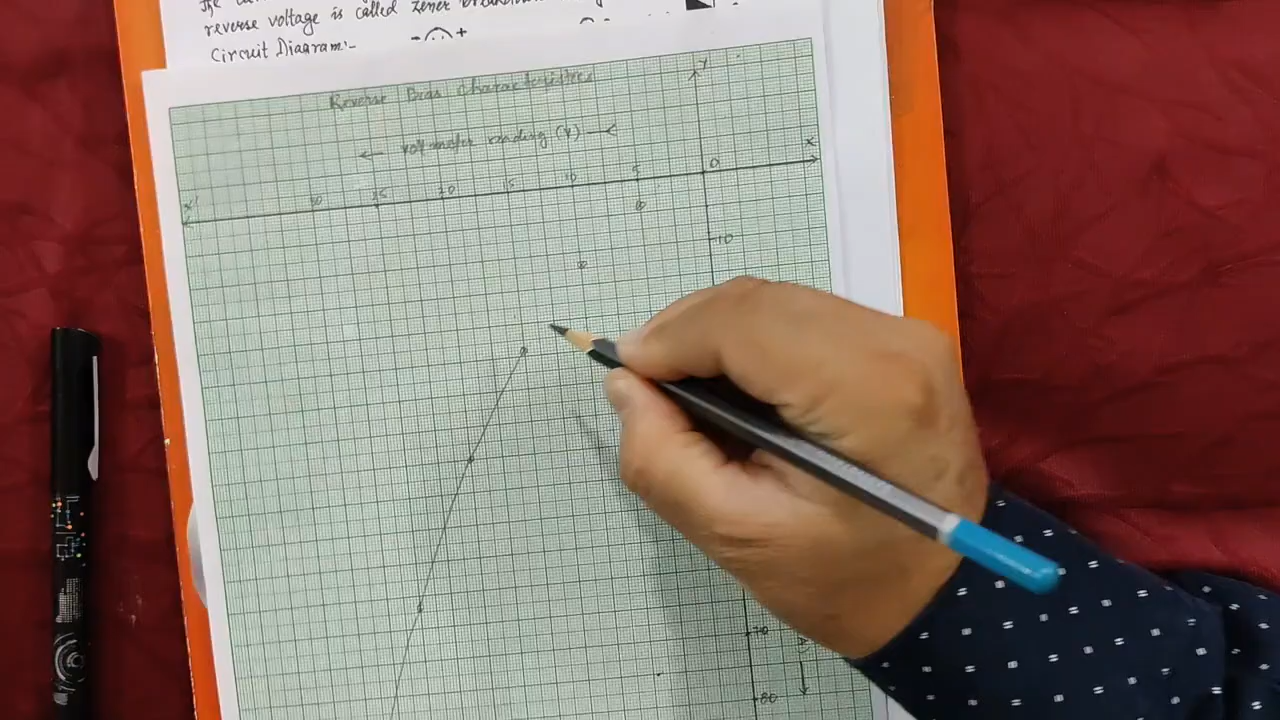 reverse voltage is called zener
Circuit Diagram:-
- +
Reverse Bias Characteristics
y
← voltmeter reading (V) —<
x
x' 30 25 20 15 10 5 0
10
70
80